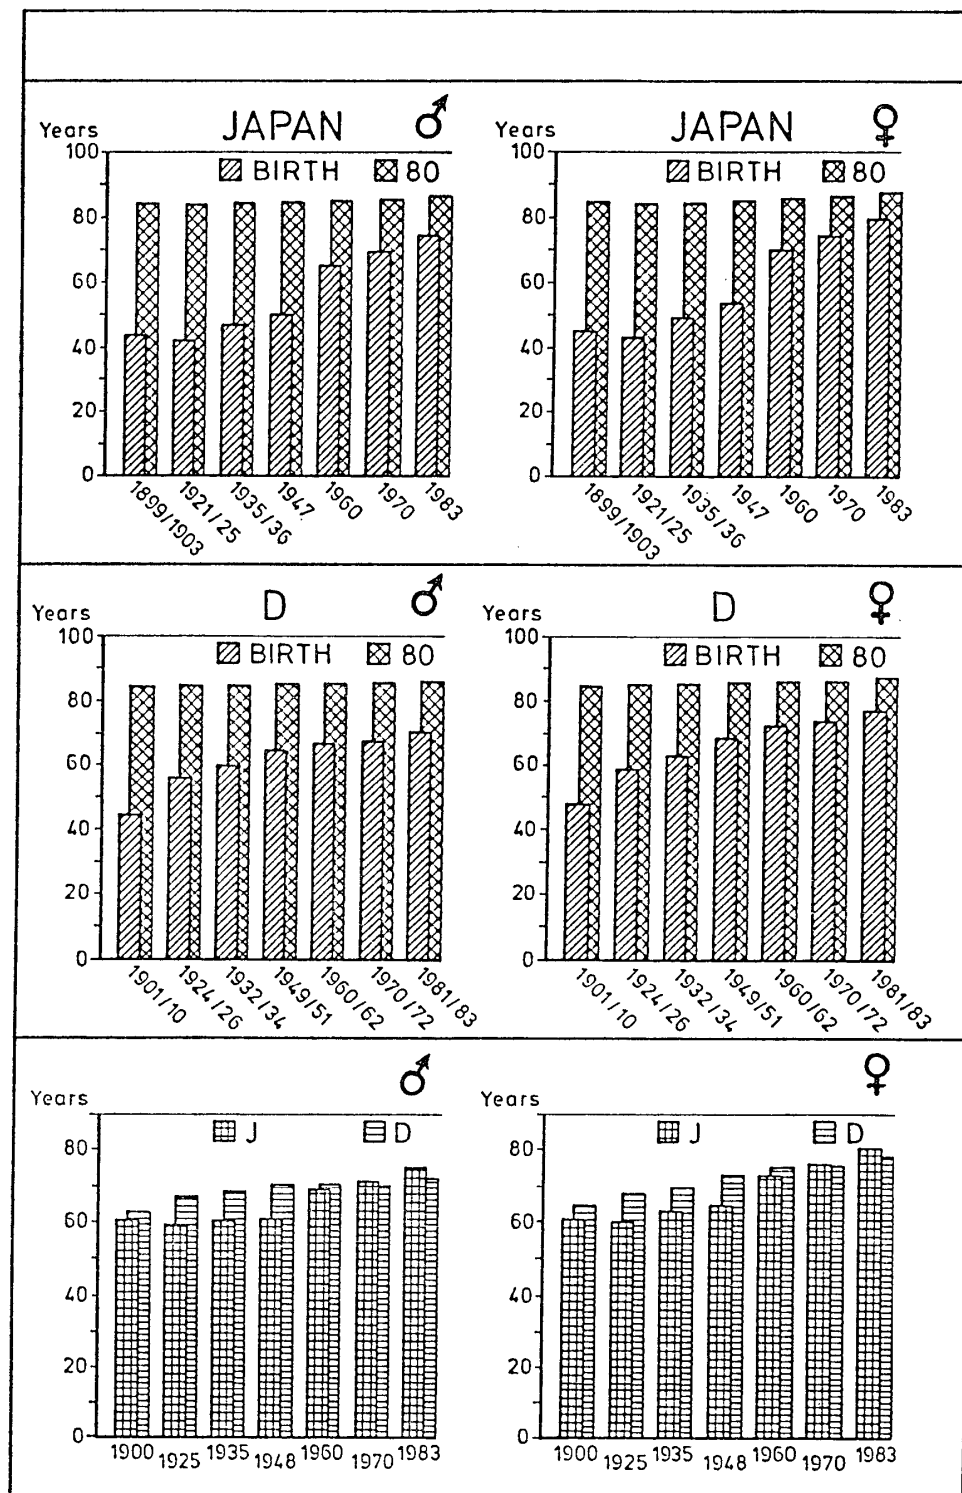 JAPAN ♂
Years
100
BIRTH 80
80
60
40
20
0
1899/1903 1921/25 1935/36 1947 1960 1970 1983
JAPAN ♀
Years
100
BIRTH 80
80
60
40
20
0
1899/1903 1921/25 1935/36 1947 1960 1970 1983
D ♂
Years
100
BIRTH 80
80
60
40
20
0
1901/10 1924/26 1932/34 1949/51 1960/62 1970/72 1981/83
D ♀
Years
100
BIRTH 80
80
60
40
20
0
1901/10 1924/26 1932/34 1949/51 1960/62 1970/72 1981/83
♂
Years
J D
80
60
40
20
0
1900 1925 1935 1948 1960 1970 1983
♀
Years
J D
80
60
40
20
0
1900 1925 1935 1948 1960 1970 1983